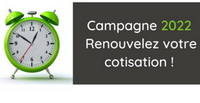 Campagne 2022
Renouvelez votre
cotisation !